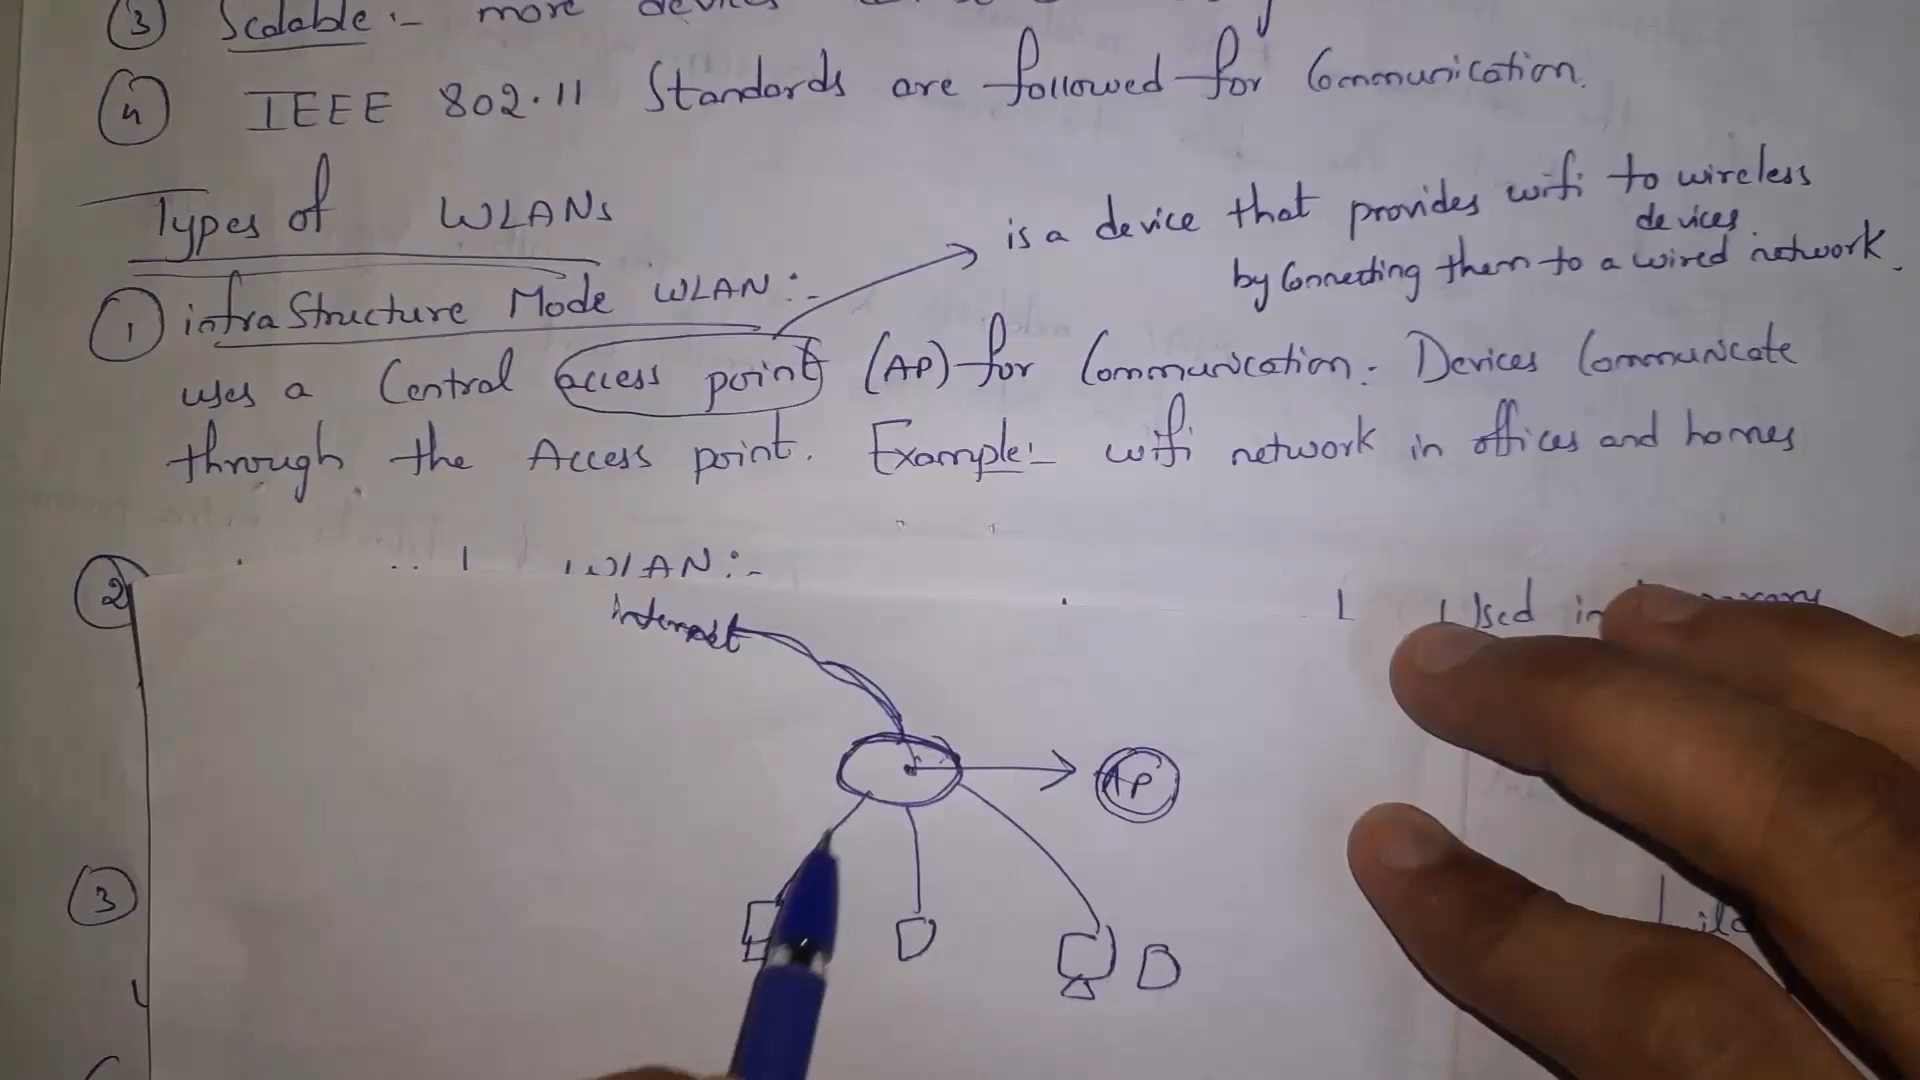 ③ Scalable :- more devices
④ IEEE 802.11 Standards are followed for Communication.
Types of WLANs
is a device that provides wifi to wireless devices
by Connecting them to a wired network.
① infraStructure Mode WLAN :-
uses a Central access point (AP) for Communication. Devices Communicate
through the Access point. Example :- wifi network in offices and homes
② WLAN :-
Used in
internet
AP
D
D
③